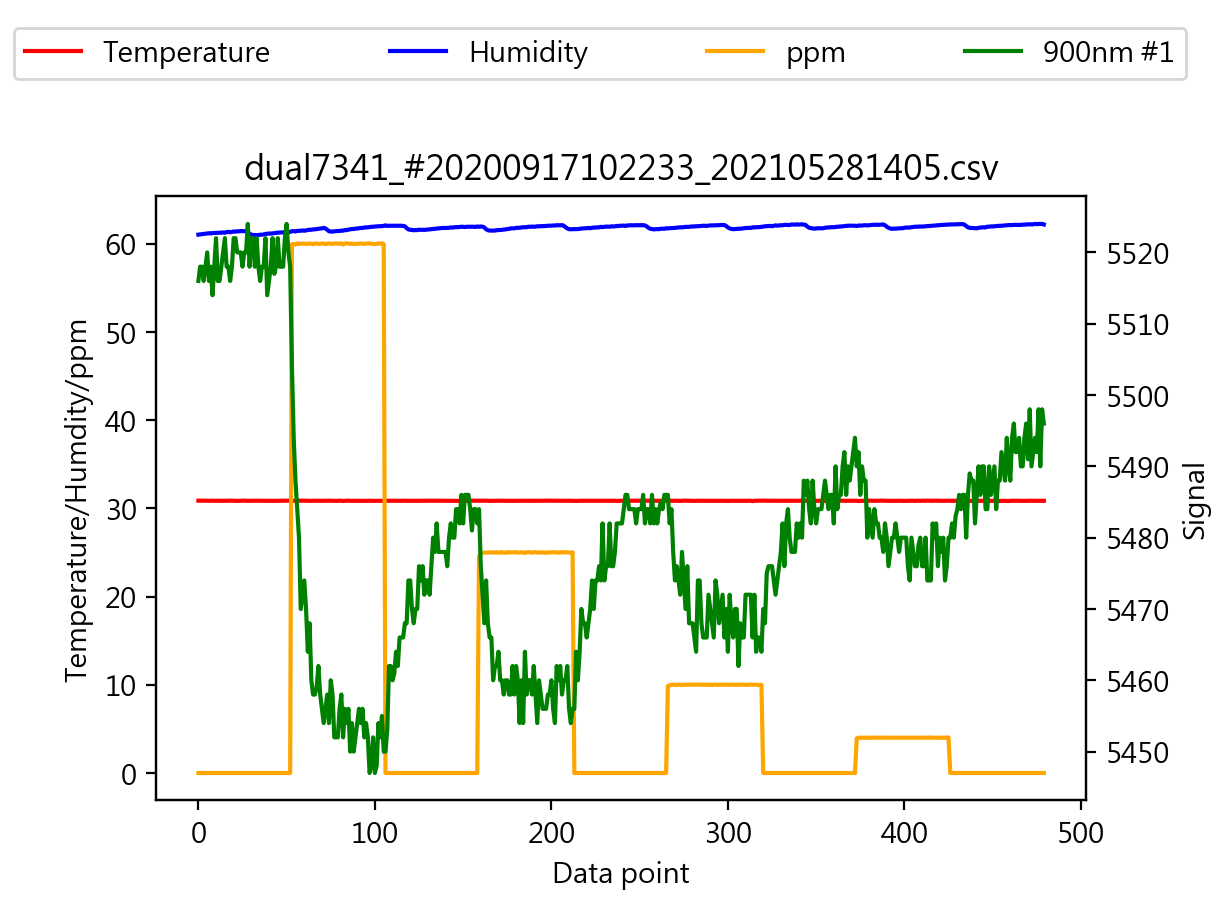 Temperature Humidity ppm 900nm #1
dual7341_#20200917102233_202105281405.csv
Temperature/Humdity/ppm
60
50
40
30
20
10
0
5520
5510
5500
5490
5480
5470
5460
5450
Signal
0 100 200 300 400 500
Data point